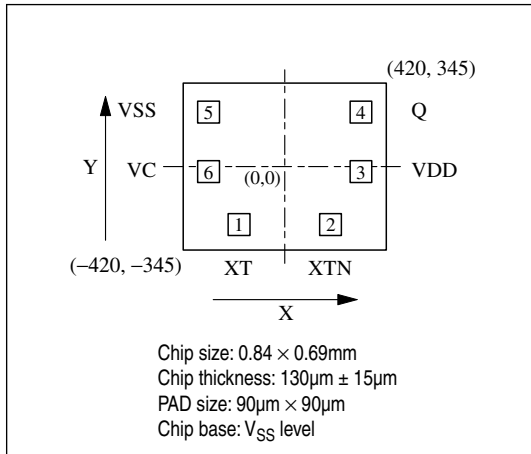 (420, 345)
VSS 5 4 Q
Y VC 6 (0,0) 3 VDD
1 2
(−420, −345) XT XTN
X
Chip size: 0.84 × 0.69mm
Chip thickness: 130µm ± 15µm
PAD size: 90µm × 90µm
Chip base: VSS level